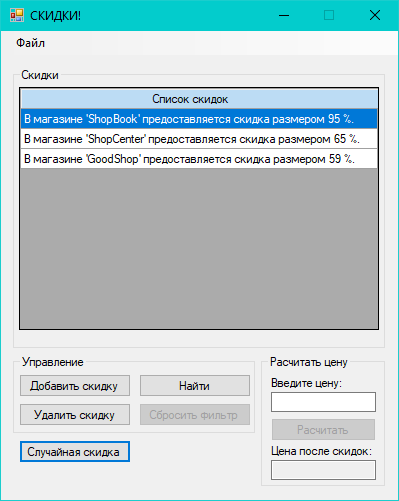 СКИДКИ!
Файл
Скидки
Список скидок
В магазине 'ShopBook' предоставляется скидка размером 95 %.
В магазине 'ShopCenter' предоставляется скидка размером 65 %.
В магазине 'GoodShop' предоставляется скидка размером 59 %.
Управление
Добавить скидку
Найти
Удалить скидку
Сбросить фильтр
Случайная скидка
Расчитать цену
Введите цену:
Расчитать
Цена после скидок: